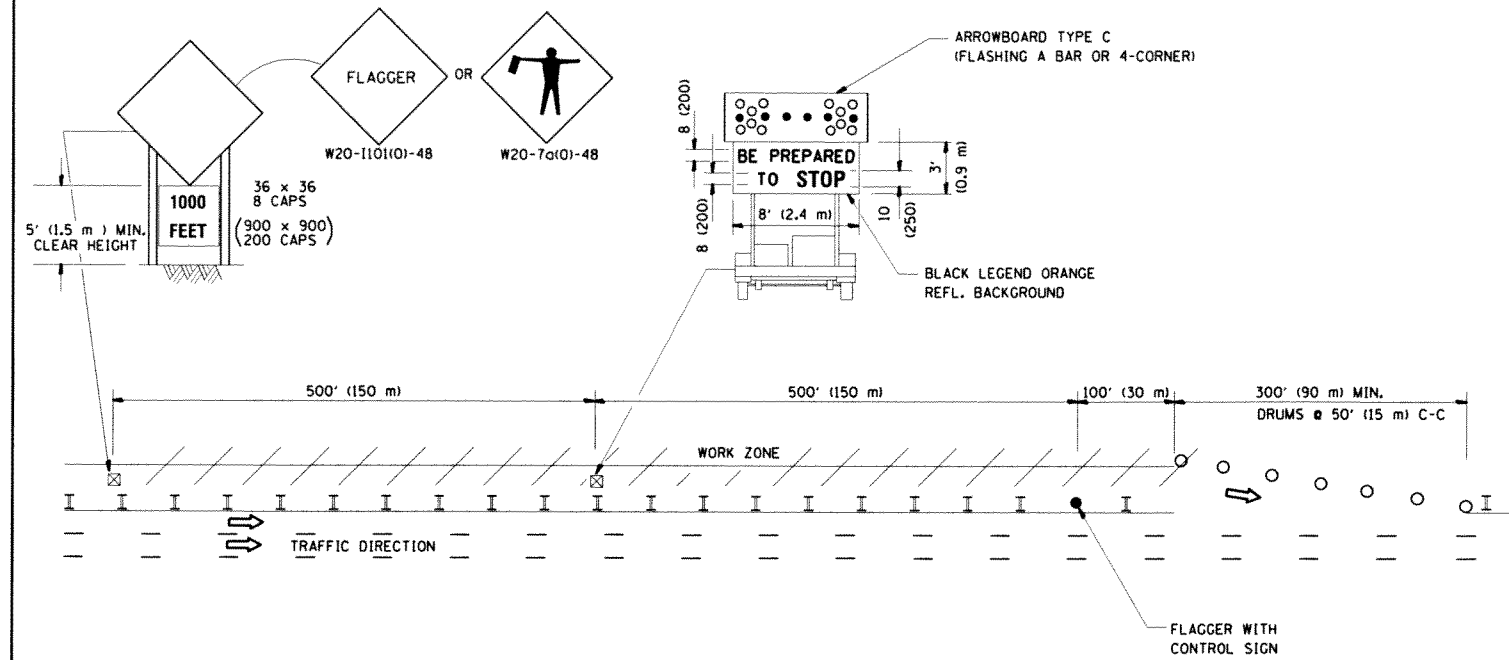 ARROWBOARD TYPE C
(FLASHING A BAR OR 4-CORNER)
FLAGGER
OR
W20-I101(O)-48
W20-7a(O)-48
1000
FEET
36 x 36
8 CAPS
(900 x 900)
200 CAPS
5' (1.5 m ) MIN.
CLEAR HEIGHT
8 (200)
8 (200)
BE PREPARED
TO STOP
3'
(0.9 m)
10
(250)
8' (2.4 m)
BLACK LEGEND ORANGE
REFL. BACKGROUND
500' (150 m)
500' (150 m)
100' (30 m)
300' (90 m) MIN.
DRUMS @ 50' (15 m) C-C
WORK ZONE
TRAFFIC DIRECTION
FLAGGER WITH
CONTROL SIGN